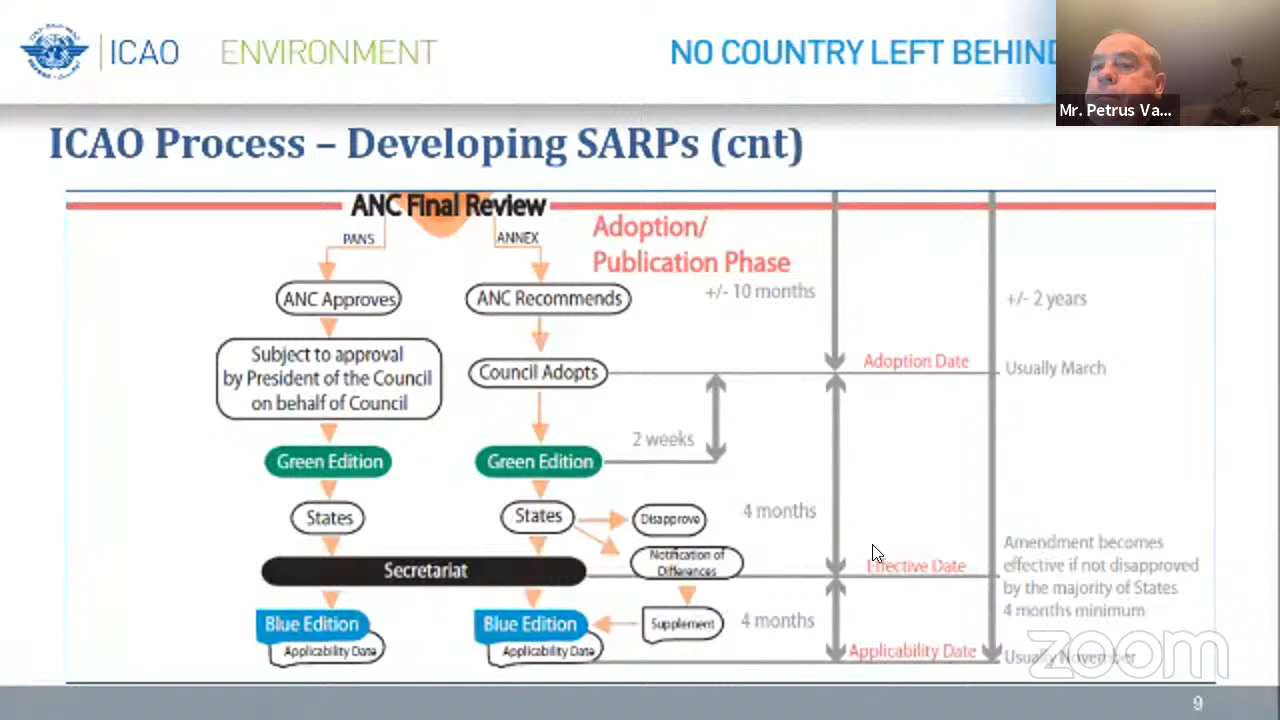 ICAO ENVIRONMENT NO COUNTRY LEFT BEHIND
Mr. Petrus Va...
ICAO Process – Developing SARPs (cnt)
ANC Final Review
PANS
ANNEX
Adoption/
Publication Phase
+/- 10 months
+/- 2 years
ANC Approves
ANC Recommends
Subject to approval
by President of the Council
on behalf of Council
Council Adopts
Adoption Date
Usually March
2 weeks
Green Edition
Green Edition
States
States
Disapprove
4 months
Notification of
Differences
Secretariat
Effective Date
Amendment becomes
effective if not disapproved
by the majority of States
4 months minimum
Blue Edition
Applicability Date
Blue Edition
Applicability Date
Supplement
4 months
Applicability Date
Usually November
zoom
9